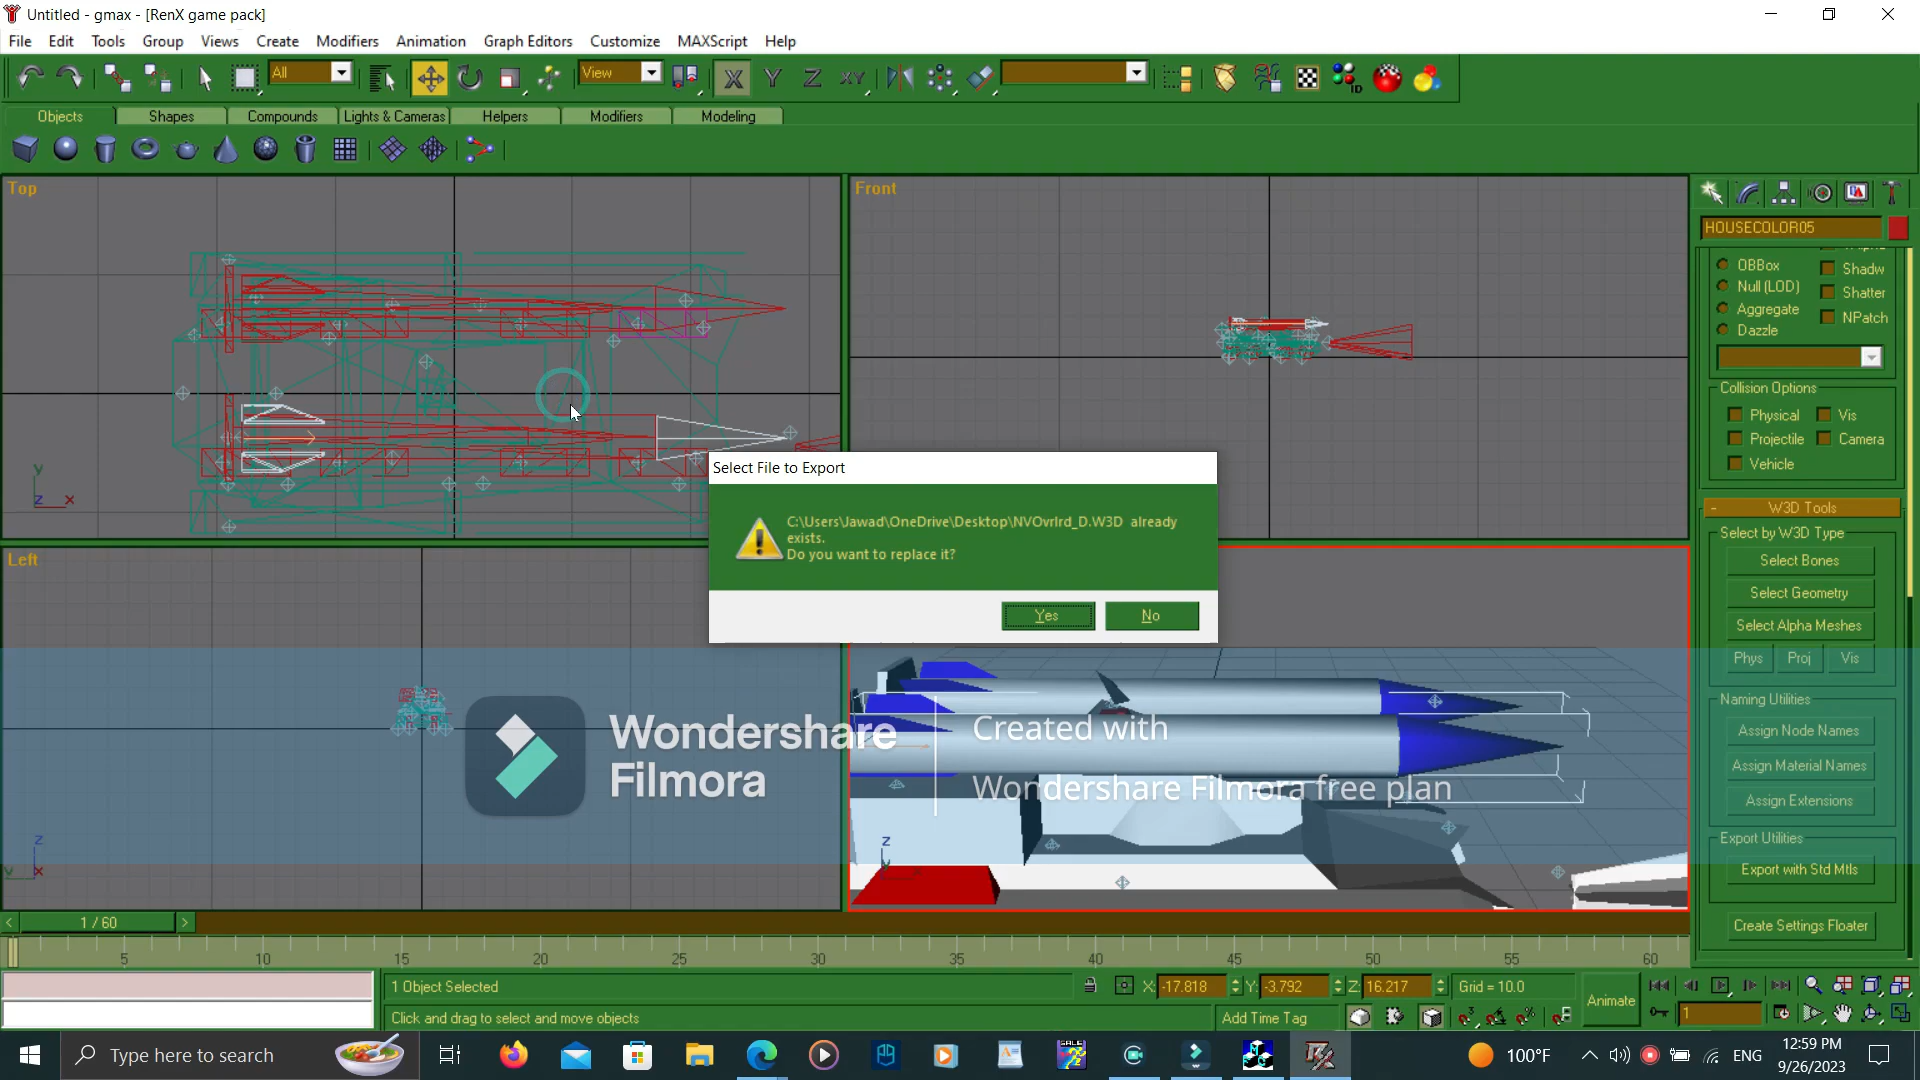 Untitled - gmax - [RenX game pack]
File Edit Tools Group Views Create Modifiers Animation Graph Editors Customize MAXScript Help
All View X Y Z XY ID
Objects Shapes Compounds Lights & Cameras Helpers Modifiers Modeling
Top
Front
HOUSECOLOR05
OBBox Shadw
Null (LOD) Shatter
Aggregate NPatch
Dazzle
Collision Options
Physical Vis
Projectile Camera
Vehicle
y
z x
Select File to Export
C:\Users\Jawad\OneDrive\Desktop\NVOvrlrd_D.W3D already
exists.
Do you want to replace it?
Yes No
- W3D Tools
Select by W3D Type
Select Bones
Select Geometry
Select Alpha Meshes
Phys Proj Vis
Naming Utilities
Assign Node Names
Assign Material Names
Assign Extensions
Export Utilities
Export with Std Mtls
Create Settings Floater
Left
Wondershare
Filmora
Created with
Wondershare Filmora free plan
z
y x
z
< 1 / 60 >
5 10 15 20 25 30 35 40 45 50 55 60
1 Object Selected X: -17.818 Y: -3.792 Z: 16.217 Grid = 10.0
Animate
Click and drag to select and move objects Add Time Tag 1
Type here to search 100°F ENG 12:59 PM
9/26/2023